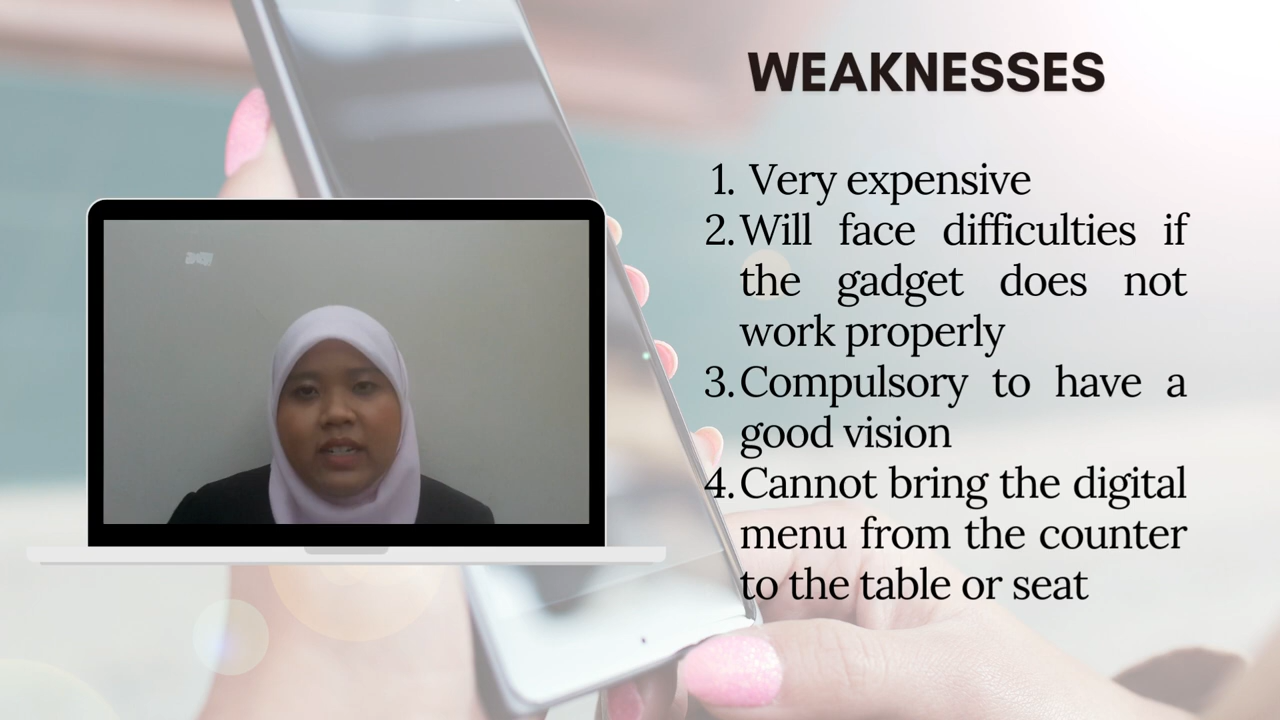 WEAKNESSES
1. Very expensive
2. Will face difficulties if
the gadget does not
work properly
3. Compulsory to have a
good vision
4. Cannot bring the digital
menu from the counter
to the table or seat